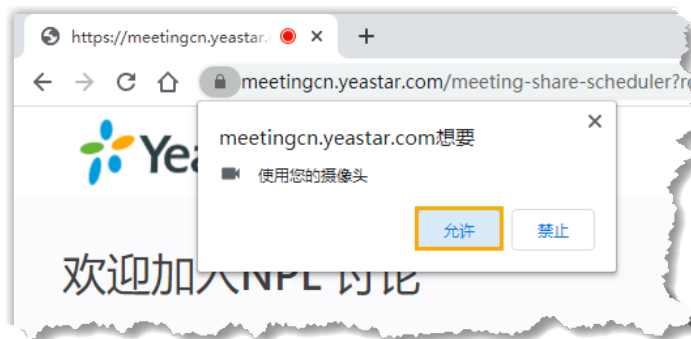 https://meetingcn.yeastar.
meetingcn.yeastar.com/meeting-share-scheduler?r
meetingcn.yeastar.com想要
使用您的摄像头
Yea
允许 禁止
欢迎加入NPL 讨论